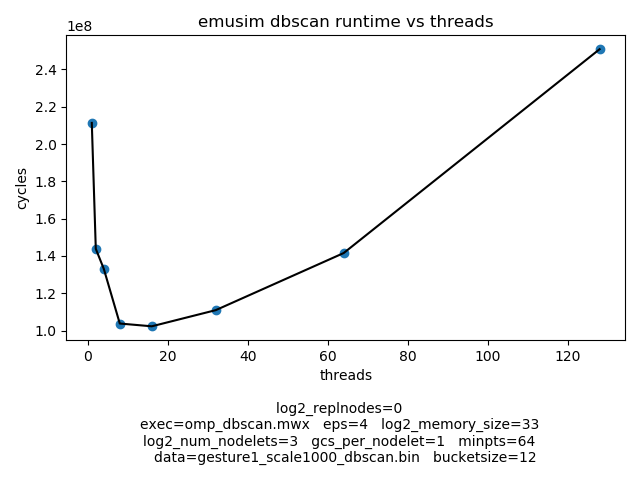 emusim dbscan runtime vs threads
1e8
2.4
2.2
2.0
1.8
1.6
1.4
1.2
1.0
cycles
0 20 40 60 80 100 120
threads
log2_replnodes=0
exec=omp_dbscan.mwx eps=4 log2_memory_size=33
log2_num_nodelets=3 gcs_per_nodelet=1 minpts=64
data=gesture1_scale1000_dbscan.bin bucketsize=12